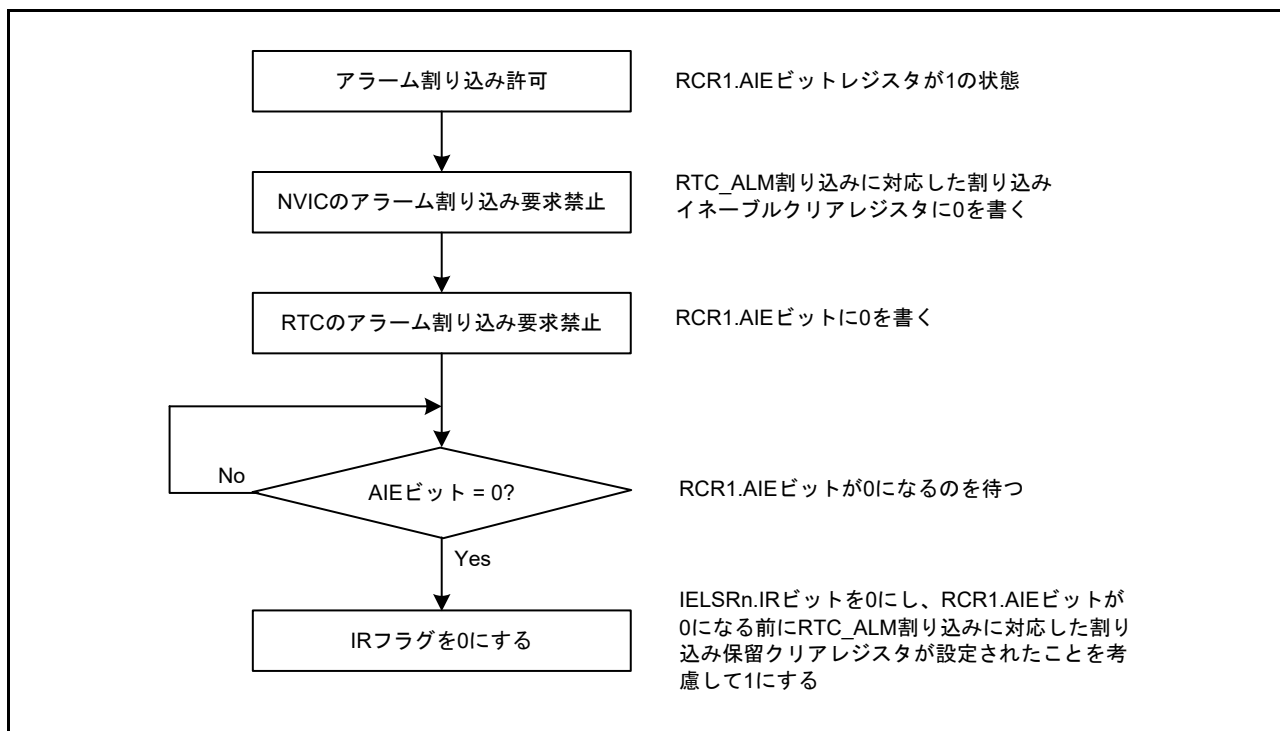 アラーム割り込み許可
RCR1.AIEビットレジスタが1の状態
NVICのアラーム割り込み要求禁止
RTC_ALM割り込みに対応した割り込み
イネーブルクリアレジスタに0を書く
RTCのアラーム割り込み要求禁止
RCR1.AIEビットに0を書く
No
AIEビット = 0?
RCR1.AIEビットが0になるのを待つ
Yes
IRフラグを0にする
IELSRn.IRビットを0にし、RCR1.AIEビットが
0になる前にRTC_ALM割り込みに対応した割り
込み保留クリアレジスタが設定されたことを考
慮して1にする